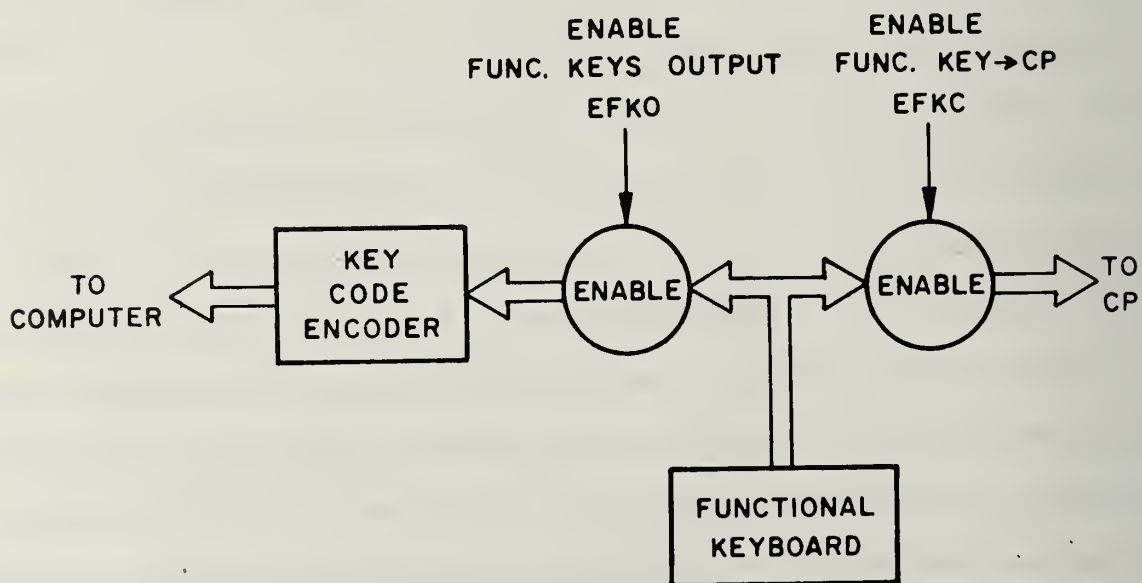 ENABLE
FUNC. KEYS OUTPUT
EFKO
ENABLE
FUNC. KEY→CP
EFKC
TO
COMPUTER
KEY
CODE
ENCODER
ENABLE
ENABLE
TO
CP
FUNCTIONAL
KEYBOARD